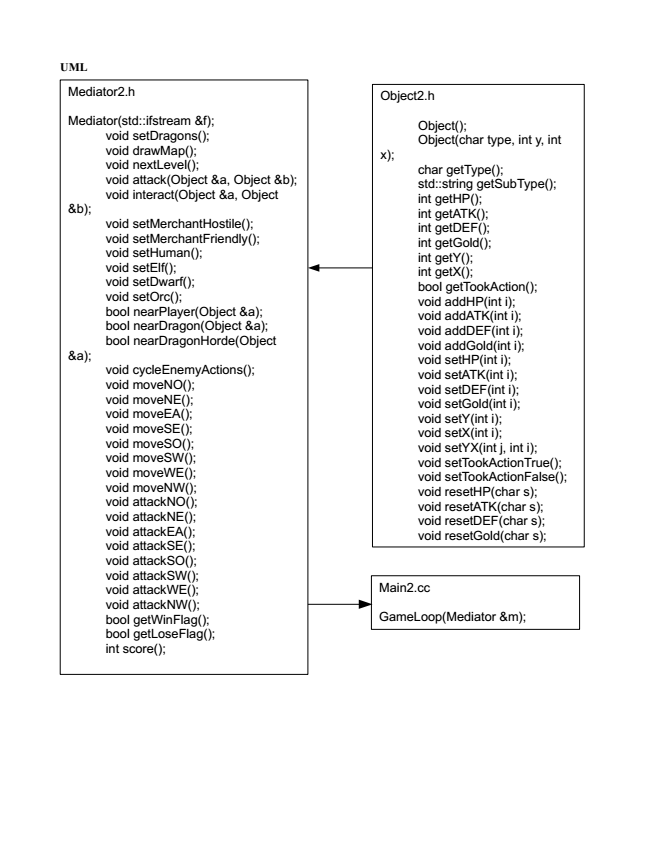 UML
Mediator2.h
Mediator(std::ifstream &f);
void setDragons();
void drawMap();
void nextLevel();
void attack(Object &a, Object &b);
void interact(Object &a, Object
&b);
void setMerchantHostile();
void setMerchantFriendly();
void setHuman();
void setElf();
void setDwarf();
void setOrc();
bool nearPlayer(Object &a);
bool nearDragon(Object &a);
bool nearDragonHorde(Object
&a);
void cycleEnemyActions();
void moveNO();
void moveNE();
void moveEA();
void moveSE();
void moveSO();
void moveSW();
void moveWE();
void moveNW();
void attackNO();
void attackNE();
void attackEA();
void attackSE();
void attackSO();
void attackSW();
void attackWE();
void attackNW();
bool getWinFlag();
bool getLoseFlag();
int score();
Object2.h
Object();
Object(char type, int y, int
x);
char getType();
std::string getSubType();
int getHP();
int getATK();
int getDEF();
int getGold();
int getY();
int getX();
bool getTookAction();
void addHP(int i);
void addATK(int i);
void addDEF(int i);
void addGold(int i);
void setHP(int i);
void setATK(int i);
void setDEF(int i);
void setGold(int i);
void setY(int i);
void setX(int i);
void setYX(int j, int i);
void setTookActionTrue();
void setTookActionFalse();
void resetHP(char s);
void resetATK(char s);
void resetDEF(char s);
void resetGold(char s);
Main2.cc
GameLoop(Mediator &m);